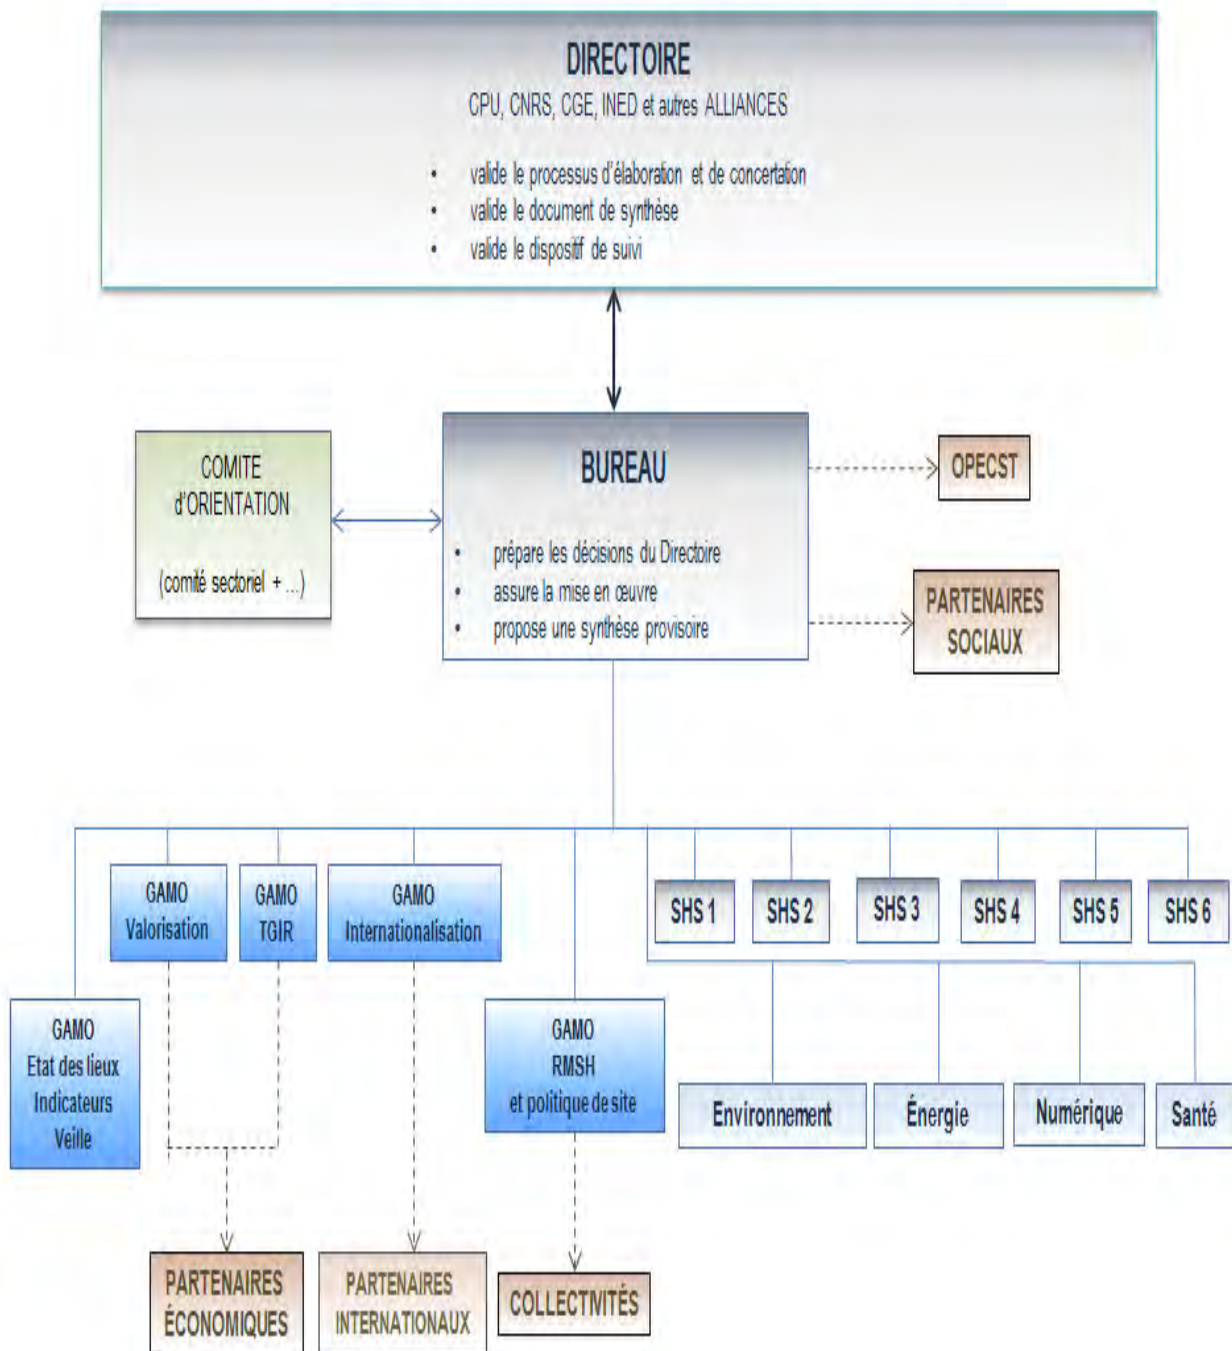 DIRECTOIRE
CPU, CNRS, CGE, INED et autres ALLIANCES
• valide le processus d'élaboration et de concertation
• valide le document de synthèse
• valide le dispositif de suivi
COMITE
d'ORIENTATION
(comité sectoriel + ...)
BUREAU
• prépare les décisions du Directoire
• assure la mise en œuvre
• propose une synthèse provisoire
OPECST
PARTENAIRES
SOCIAUX
GAMO
Valorisation
GAMO
TGIR
GAMO
Internationalisation
SHS 1
SHS 2
SHS 3
SHS 4
SHS 5
SHS 6
GAMO
Etat des lieux
Indicateurs
Veille
GAMO
RMSH
et politique de site
Environnement
Énergie
Numérique
Santé
PARTENAIRES
ÉCONOMIQUES
PARTENAIRES
INTERNATIONAUX
COLLECTIVITÉS